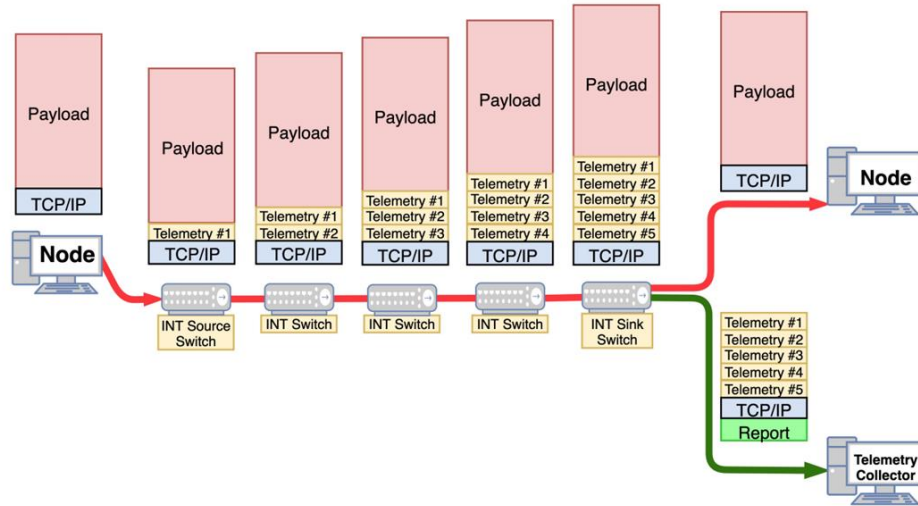 Payload
TCP/IP
Node
Payload
Telemetry #1
TCP/IP
INT Source
Switch
Payload
Telemetry #1
Telemetry #2
TCP/IP
INT Switch
Payload
Telemetry #1
Telemetry #2
Telemetry #3
TCP/IP
INT Switch
Payload
Telemetry #1
Telemetry #2
Telemetry #3
Telemetry #4
TCP/IP
INT Switch
Payload
Telemetry #1
Telemetry #2
Telemetry #3
Telemetry #4
Telemetry #5
TCP/IP
INT Sink
Switch
Payload
TCP/IP
Node
Telemetry #1
Telemetry #2
Telemetry #3
Telemetry #4
Telemetry #5
TCP/IP
Report
Telemetry
Collector